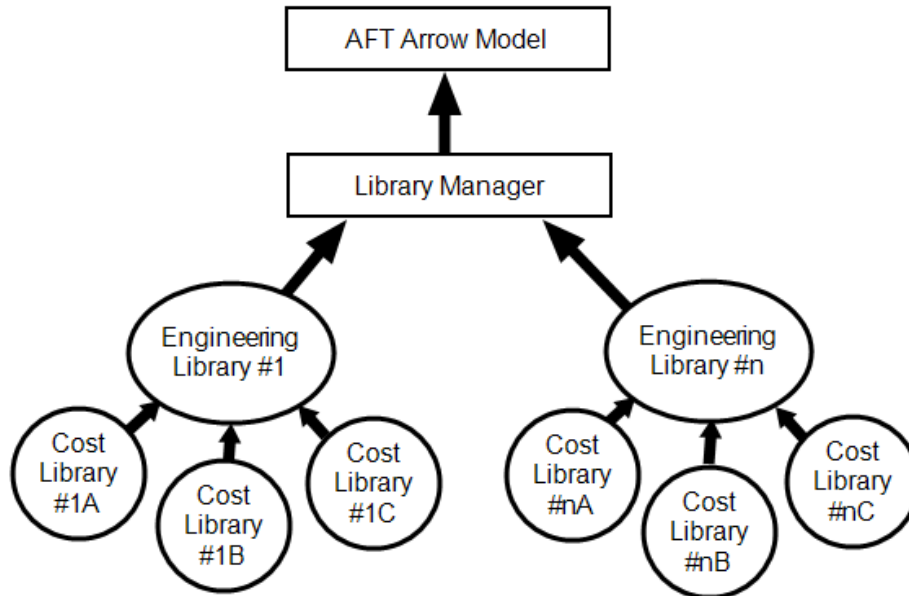 AFT Arrow Model
Library Manager
Engineering
Library #1
Engineering
Library #n
Cost
Library
#1A
Cost
Library
#1B
Cost
Library
#1C
Cost
Library
#nA
Cost
Library
#nB
Cost
Library
#nC